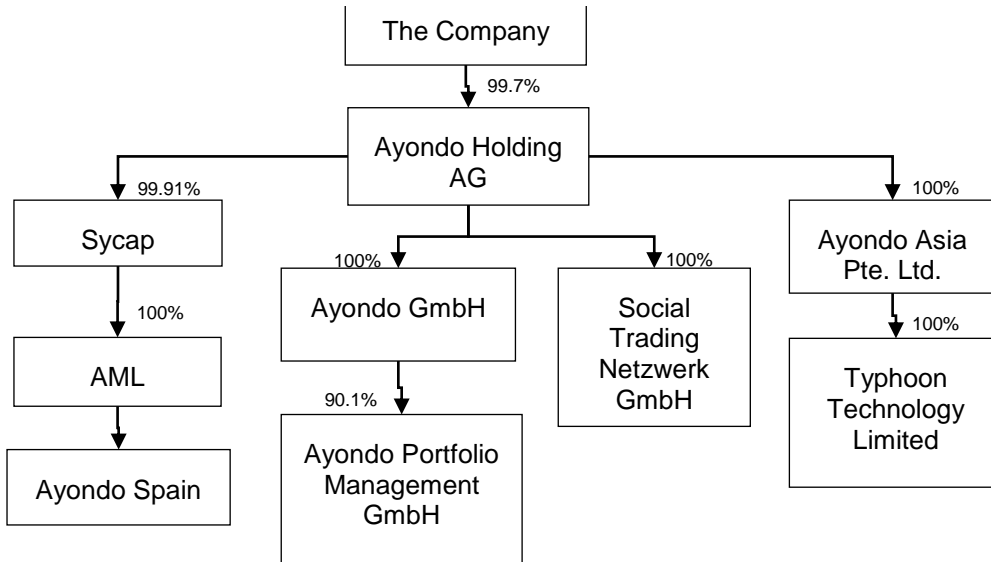 The Company
99.7%
Ayondo Holding
AG
99.91%
100%
Sycap
Ayondo Asia
Pte. Ltd.
100%
100%
Ayondo GmbH
Social
Trading
Netzwerk
GmbH
100%
100%
AML
Typhoon
Technology
Limited
90.1%
Ayondo Portfolio
Management
GmbH
Ayondo Spain